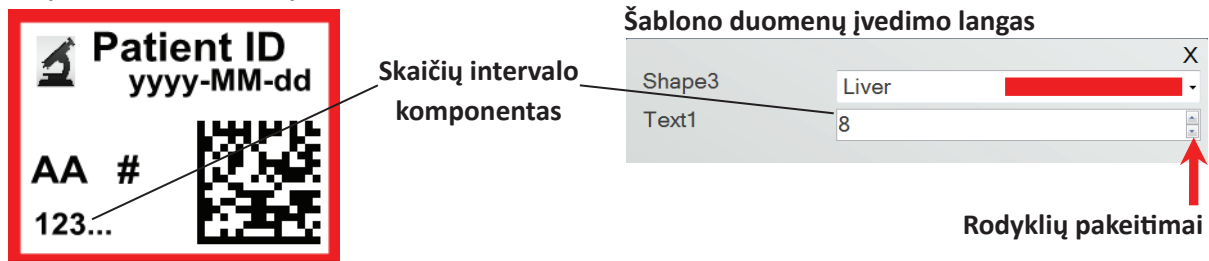 Patient ID
yyyy-MM-dd
AA #
123...
Skaičių intervalo
komponentas
Šablono duomenų įvedimo langas
X
Shape3
Liver
Text1
8
Rodyklių pakeitimai